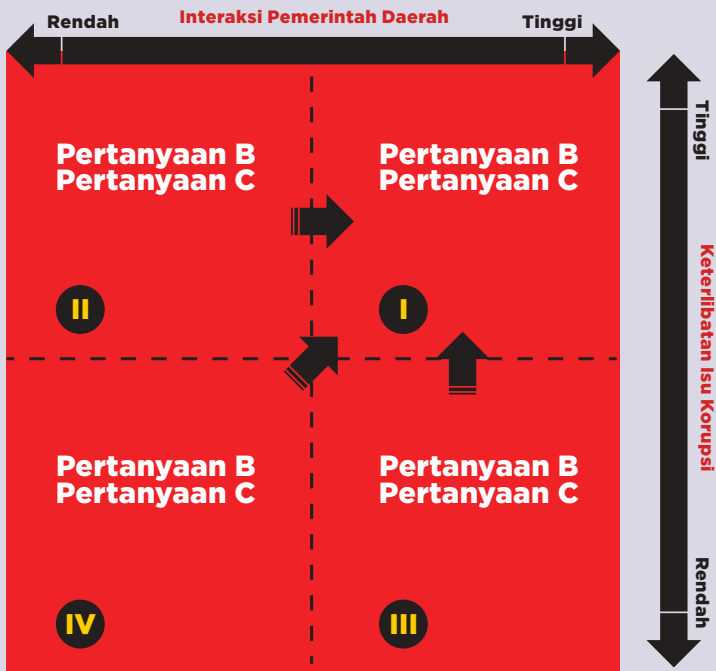 Interaksi Pemerintah Daerah
Rendah
Tinggi
Pertanyaan B
Pertanyaan C
II
Pertanyaan B
Pertanyaan C
I
Pertanyaan B
Pertanyaan C
IV
Pertanyaan B
Pertanyaan C
III
Tinggi
Keterlibatan Isu Korupsi
Rendah